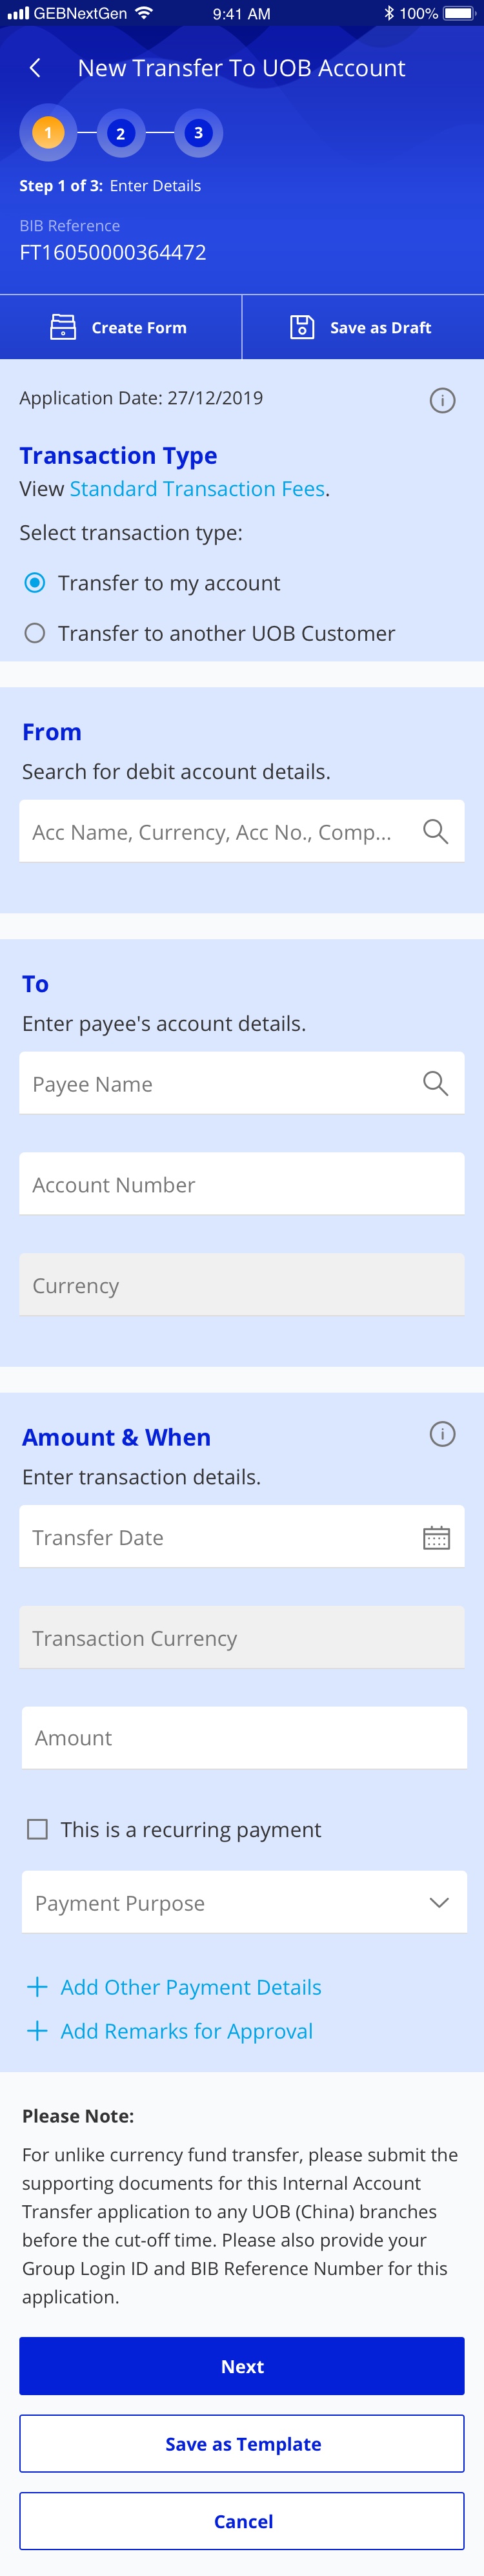 GEBNextGen 9:41 AM 100%
New Transfer To UOB Account
1 2 3
Step 1 of 3: Enter Details
BIB Reference
FT16050000364472
Create Form Save as Draft
Application Date: 27/12/2019
Transaction Type
View Standard Transaction Fees.
Select transaction type:
Transfer to my account
Transfer to another UOB Customer
From
Search for debit account details.
Acc Name, Currency, Acc No., Comp...
To
Enter payee's account details.
Payee Name
Account Number
Currency
Amount & When
Enter transaction details.
Transfer Date
Transaction Currency
Amount
This is a recurring payment
Payment Purpose
Add Other Payment Details
Add Remarks for Approval
Please Note:
For unlike currency fund transfer, please submit the
supporting documents for this Internal Account
Transfer application to any UOB (China) branches
before the cut-off time. Please also provide your
Group Login ID and BIB Reference Number for this
application.
Next
Save as Template
Cancel